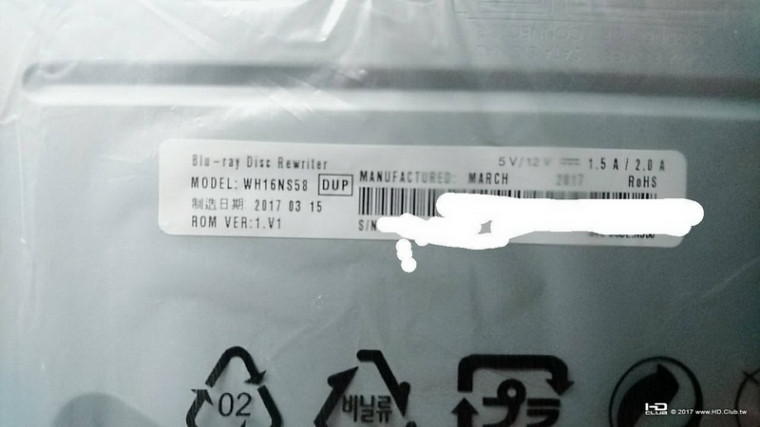 Blu-ray Disc Rewriter
5V/12V ⎓ 1.5 A / 2.0 A
MODEL: WH16NS58 DUP
MANUFACTURED: MARCH 2017 RoHS
制造日期: 2017 03 15
ROM VER:1.V1
S/N
02
비닐류
プラ
HD CLUB © 2017 www.HD.Club.tw